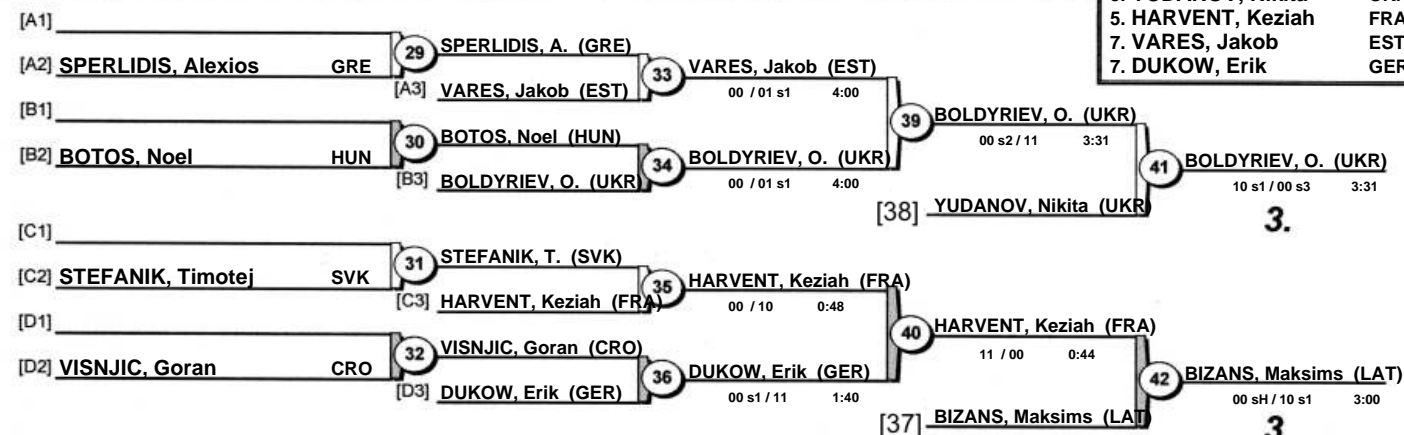 5. HARVENT, Keziah FRA
7. VARES, Jakob EST
7. DUKOW, Erik GER
[A1]
[A2] SPERLIDIS, Alexios GRE
29 SPERLIDIS, A. (GRE)
[A3] VARES, Jakob (EST)
33 VARES, Jakob (EST)
00 / 01 s1 4:00
[B1]
[B2] BOTOS, Noel HUN
30 BOTOS, Noel (HUN)
[B3] BOLDYRIEV, O. (UKR)
34 BOLDYRIEV, O. (UKR)
00 / 01 s1 4:00
39 BOLDYRIEV, O. (UKR)
00 s2 / 11 3:31
[38] YUDANOV, Nikita (UKR)
41 BOLDYRIEV, O. (UKR)
10 s1 / 00 s3 3:31
3.
[C1]
[C2] STEFANIK, Timotej SVK
31 STEFANIK, T. (SVK)
[C3] HARVENT, Keziah (FRA)
35 HARVENT, Keziah (FRA)
00 / 10 0:48
[D1]
[D2] VISNJIC, Goran CRO
32 VISNJIC, Goran (CRO)
[D3] DUKOW, Erik (GER)
36 DUKOW, Erik (GER)
00 s1 / 11 1:40
40 HARVENT, Keziah (FRA)
11 / 00 0:44
[37] BIZANS, Maksims (LAT)
42 BIZANS, Maksims (LAT)
00 sH / 10 s1 3:00
3